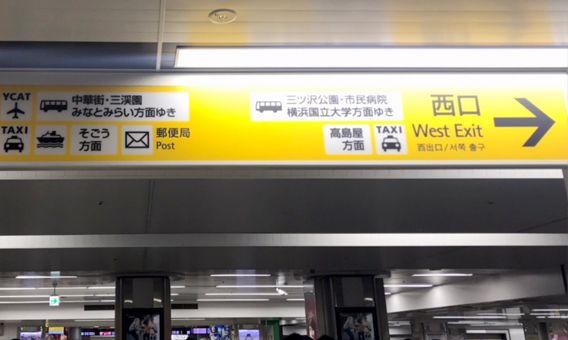 YCAT
中華街・三溪園
みなとみらい方面ゆき
TAXI
そごう
方面
郵便局
Post
三ツ沢公園・市民病院
横浜国立大学方面ゆき
高島屋
方面
TAXI
西口
West Exit
西出口/서쪽 출구